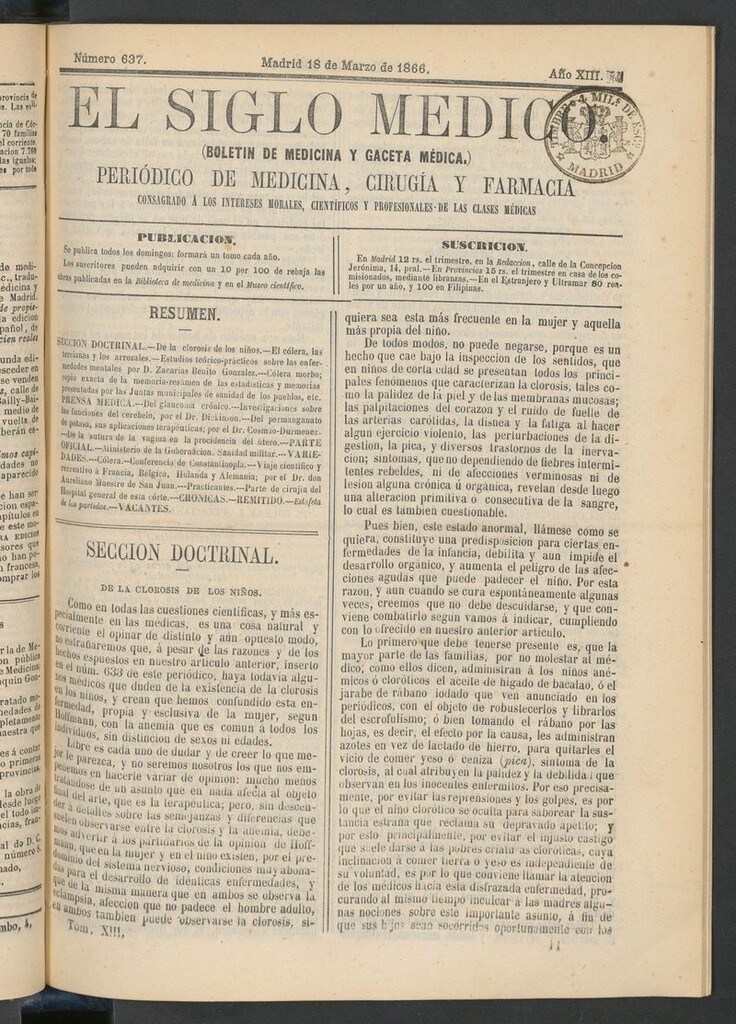 Número 637.
Madrid 18 de Marzo de 1866.
Año XIII.
EL SIGLO MEDICO.
(BOLETIN DE MEDICINA Y GACETA MÉDICA,)
PERIÓDICO DE MEDICINA, CIRUGÍA Y FARMACIA
CONSAGRADO Á LOS INTERESES MORALES, CIENTÍFICOS Y PROFESIONALES DE LAS CLASES MÉDICAS
MADRID
PUBLICACION.
Se publica todos los domingos: formará un tomo cada año.
Los suscritores pueden adquirir con un 10 por 100 de rebaja las
obras publicadas en la Biblioteca de medicina y en el Museo científico.
SUSCRICION.
En Madrid 12 rs. el trimestre, en la Redaccion, calle de la Concepcion
Jerónima, 14, pral.—En Provincias 15 rs. el trimestre en casa de los co-
misionados, mediante libranzas.—En el Estranjero y Ultramar 80 rea-
les por un año, y 100 en Filipinas.
RESUMEN.
SECCION DOCTRINAL.—De la clorosis de los niños.—El cólera, las
tercianas y los arrozales.—Estudios teórico-prácticos sobre las enfer-
medades mentales por D. Zacarías Benito Gonzalez.—Cólera morbo;
copia exacta de la memoria-resúmen de las estadísticas y memorias
presentadas por las Juntas municipales de sanidad de los pueblos, etc.
PRENSA MEDICA.—Del glaucoma crónico.—Investigaciones sobre
las funciones del cerebelo, por el Dr. Dickinson.—Del permanganato
de potasa, sus aplicaciones terapéuticas; por el Dr. Cosmio-Durmenez.
—De la sutura de la vagina en la procidencia del útero.—PARTE
OFICIAL.—Ministerio de la Gobernacion. Sanidad militar.—VARIE-
DADES.—Cólera.—Conferencia de Constantinopla.—Viaje científico y
recreativo á Francia, Bélgica, Holanda y Alemania; por el Dr. don
Aureliano Maestre de San Juan.—Practicantes.—Parte de cirujía del
Hospital general de esta córte.—CRONICAS.—REMITIDO.—Estafeta
de los partidos.—VACANTES.
SECCION DOCTRINAL.
DE LA CLOROSIS DE LOS NIÑOS.
Como en todas las cuestiones científicas, y más es-
pecialmente en las médicas, es una cosa natural y
corriente el opinar de distinto y aún opuesto modo,
no estrañaremos que, á pesar de las razones y de los
hechos espuestos en nuestro artículo anterior, inserto
en el núm. 633 de este periódico, haya todavía algu-
nos médicos que duden de la existencia de la clorosis
en los niños, y crean que hemos confundido esta en-
fermedad, propia y esclusiva de la mujer, segun
Hoffmann, con la anemia que es comun á todos los
individuos, sin distincion de sexos ni edades.
Libre es cada uno de dudar y de creer lo que me-
jor le parezca, y no seremos nosotros los que nos em-
peñemos en hacerle variar de opinion: mucho menos
tratándose de un asunto que en nada afecta al objeto
final del arte, que es la terapéutica; pero, sin descen-
der á detalles sobre las semejanzas y diferencias que
suelen observarse entre la clorosis y la anemia, debe-
mos advertir á los partidarios de la opinion de Hoff-
mann, que en la mujer y en el niño existen, por el pre-
dominio del sistema nervioso, condiciones muy abona-
das para el desarrollo de idénticas enfermedades, y
que de la misma manera que en ambos se observa la
eclampsia, afeccion que no padece el hombre adulto,
en ambos tambien puede observarse la clorosis, si-
Tom. XIII.
quiera sea esta más frecuente en la mujer y aquella
más propia del niño.
De todos modos, no puede negarse, porque es un
hecho que cae bajo la inspeccion de los sentidos, que
en niños de corta edad se presentan todos los princi-
pales fenómenos que caracterizan la clorosis, tales co-
mo la palidez de la piel y de las membranas mucosas;
las palpitaciones del corazon y el ruido de fuelle de
las arterias carótidas, la disnea y la fatiga al hacer
algun ejercicio violento, las perturbaciones de la di-
gestion, la pica, y diversos trastornos de la inerva-
cion; síntomas, que no dependiendo de fiebres intermi-
tentes rebeldes, ni de afecciones verminosas ni de
lesion alguna crónica ú orgánica, revelan desde luego
una alteracion primitiva ó consecutiva de la sangre,
lo cual es tambien cuestionable.
Pues bien, este estado anormal, llámese como se
quiera, constituye una predisposicion para ciertas en-
fermedades de la infancia, debilita y aun impide el
desarrollo orgánico, y aumenta el peligro de las afec-
ciones agudas que puede padecer el niño. Por esta
razon, y aun cuando se cura espontáneamente algunas
veces, creemos que no debe descuidarse, y que con-
viene combatirlo segun vamos á indicar, cumpliendo
con lo ofrecido en nuestro anterior artículo.
Lo primero que debe tenerse presente es, que la
mayor parte de las familias, por no molestar al mé-
dico, como ellos dicen, administran á los niños ané-
micos ó cloróticos el aceite de hígado de bacalao, ó el
jarabe de rábano iodado que ven anunciado en los
periódicos, con el objeto de robustecerlos y librarlos
del escrofulismo; ó bien tomando el rábano por las
hojas, es decir, el efecto por la causa, les administran
azotes en vez de lactado de hierro, para quitarles el
vicio de comer yeso ó ceniza (pica), síntoma de la
clorosis, al cual atribuyen la palidez y la debilidad que
observan en los inocentes enfermitos. Por eso precisa-
mente, por evitar las reprensiones y los golpes, es por
lo que el niño clorótico se oculta para saborear la sus-
tancia estraña que reclama su depravado apetito; y
por esto principalmente, por evitar el injusto castigo
que suele darse á las pobres criaturas cloróticas, cuya
inclinacion á comer tierra o yeso es independiente de
su voluntad, es por lo que conviene llamar la atencion
de los médicos hácia esta disfrazada enfermedad, pro-
curando al mismo tiempo inculcar á las madres algu-
nas nociones sobre este importante asunto, á fin de
que sus hijos sean socorridos oportunamente con los
11